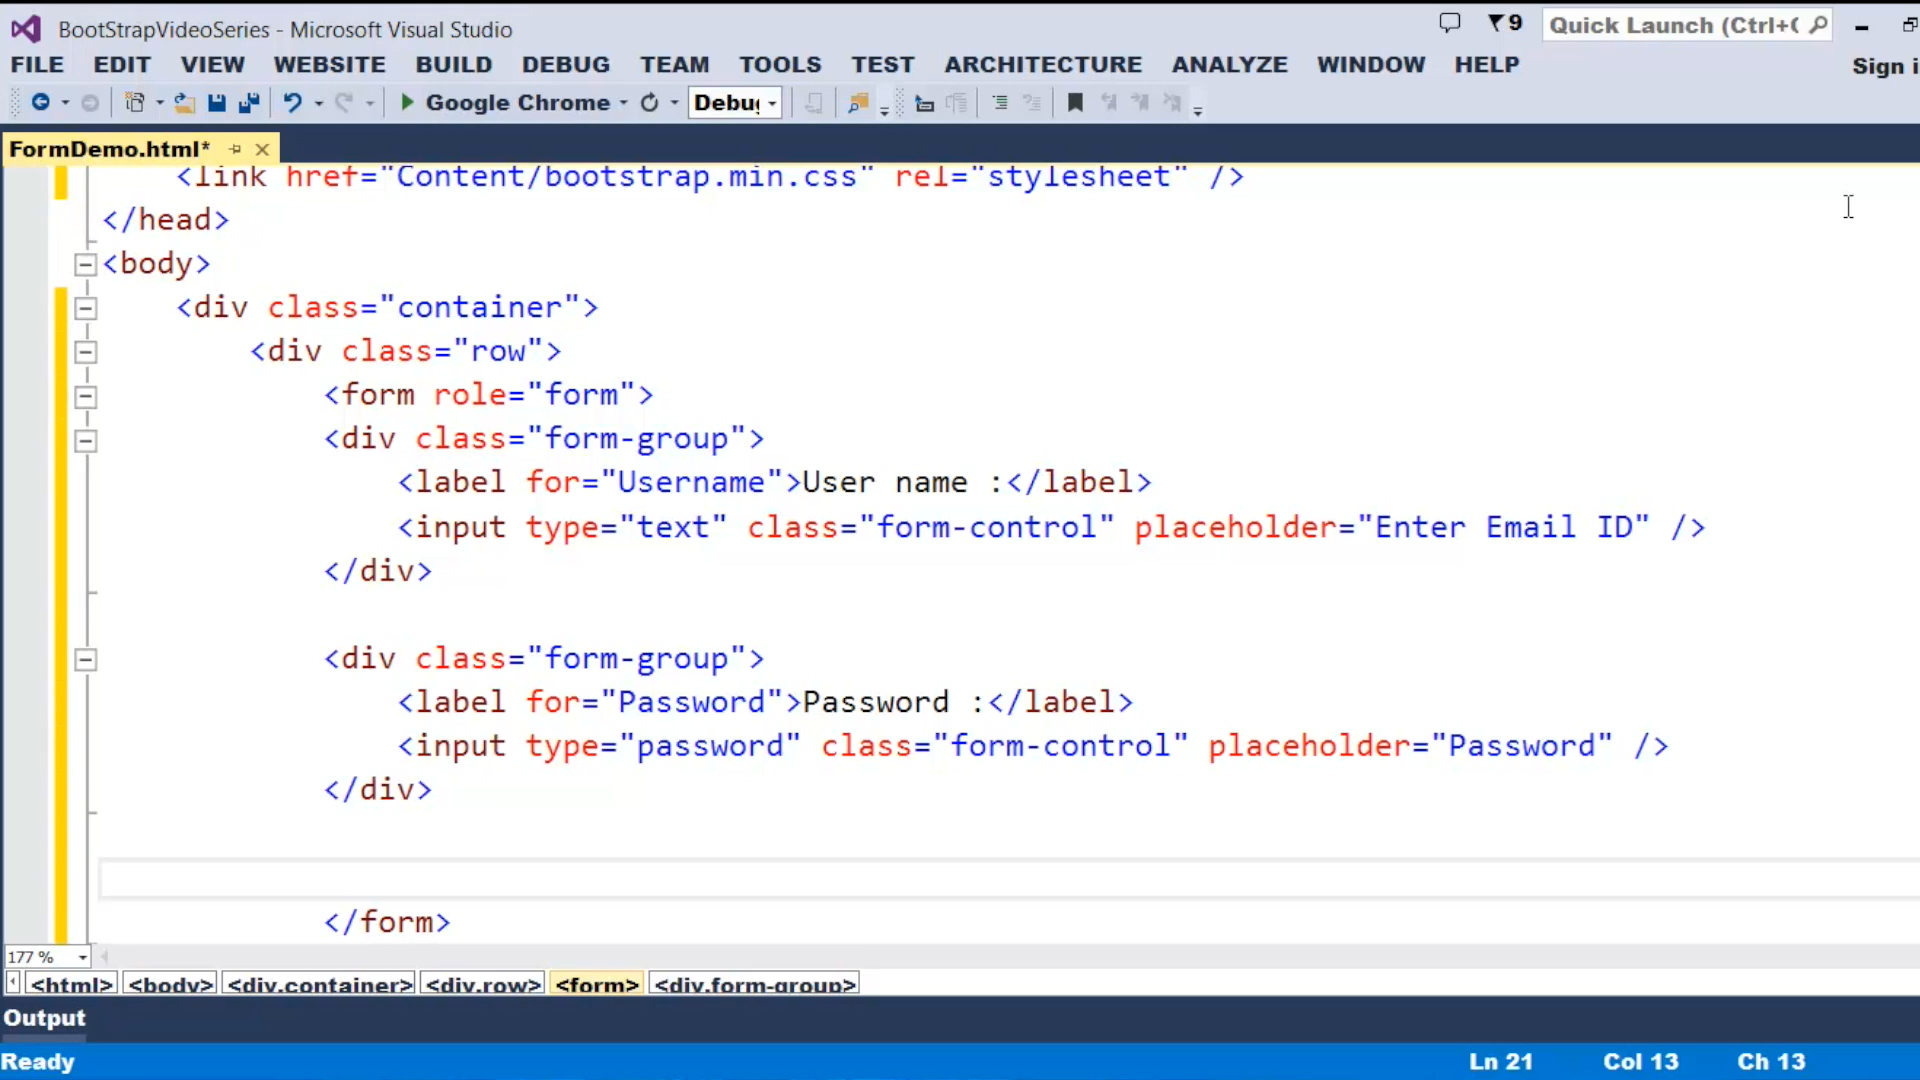 BootStrapVideoSeries - Microsoft Visual Studio
9
Quick Launch (Ctrl+
FILE EDIT VIEW WEBSITE BUILD DEBUG TEAM TOOLS TEST ARCHITECTURE ANALYZE WINDOW HELP
Sign i
Google Chrome
Debug
FormDemo.html*
<link href="Content/bootstrap.min.css" rel="stylesheet" />
</head>
<body>
<div class="container">
<div class="row">
<form role="form">
<div class="form-group">
<label for="Username">User name :</label>
<input type="text" class="form-control" placeholder="Enter Email ID" />
</div>
<div class="form-group">
<label for="Password">Password :</label>
<input type="password" class="form-control" placeholder="Password" />
</div>
</form>
177 %
<html> <body> <div.container> <div.row> <form> <div.form-group>
Output
Ready
Ln 21 Col 13 Ch 13